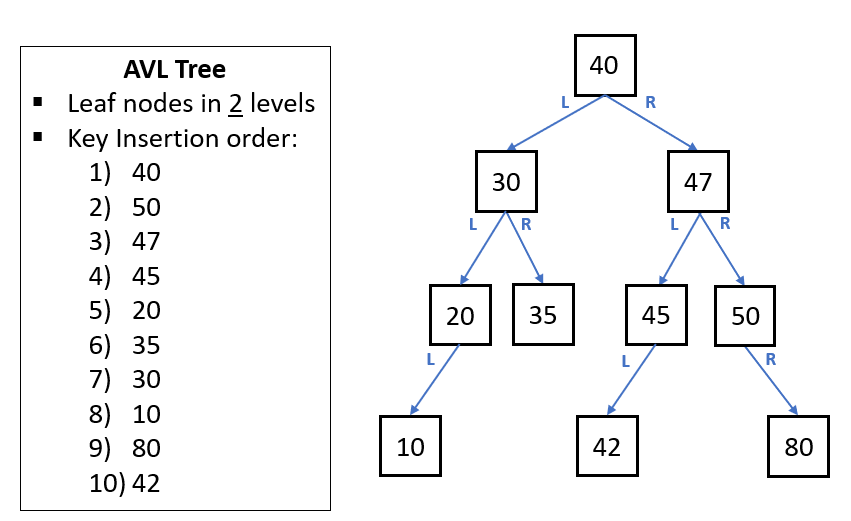 AVL Tree
▪ Leaf nodes in 2 levels
▪ Key Insertion order:
1) 40
2) 50
3) 47
4) 45
5) 20
6) 35
7) 30
8) 10
9) 80
10) 42
40
L R
30 47
L R L R
20 35 45 50
L L R
10 42 80